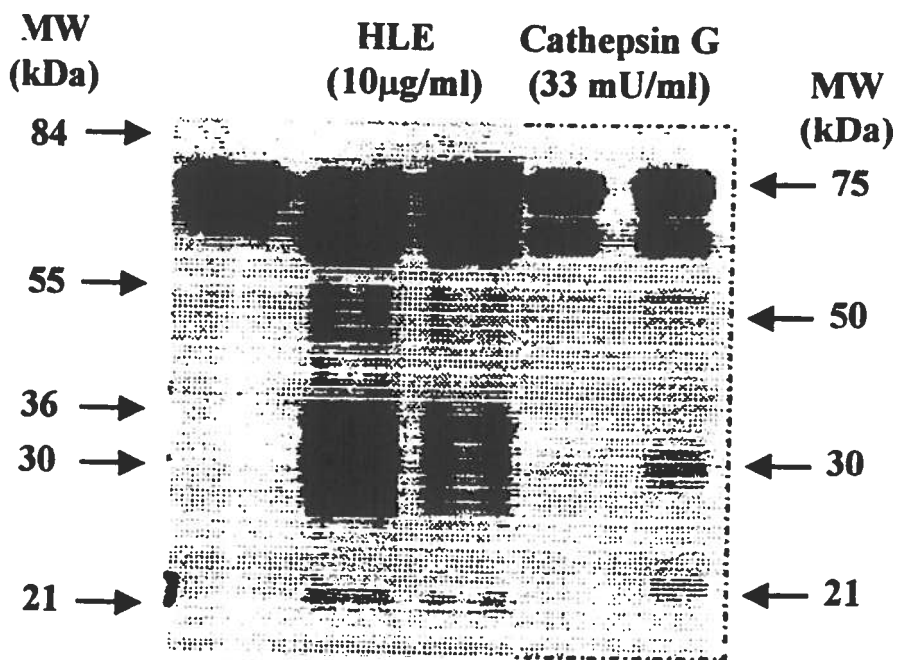 MW
(kDa)
HLE
(10µg/ml)
Cathepsin G
(33 mU/ml)
MW
(kDa)
84
55
36
30
21
75
50
30
21